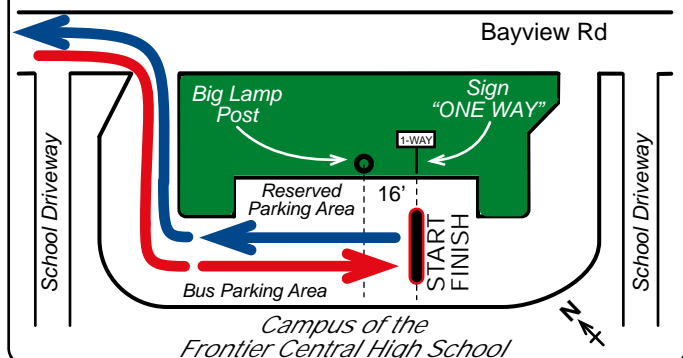 Bayview Rd
Big Lamp
Post
Sign
“ONE WAY”
1-WAY
School Driveway
Reserved
Parking Area
16’
START
FINISH
School Driveway
Bus Parking Area
N
Campus of the
Frontier Central High School